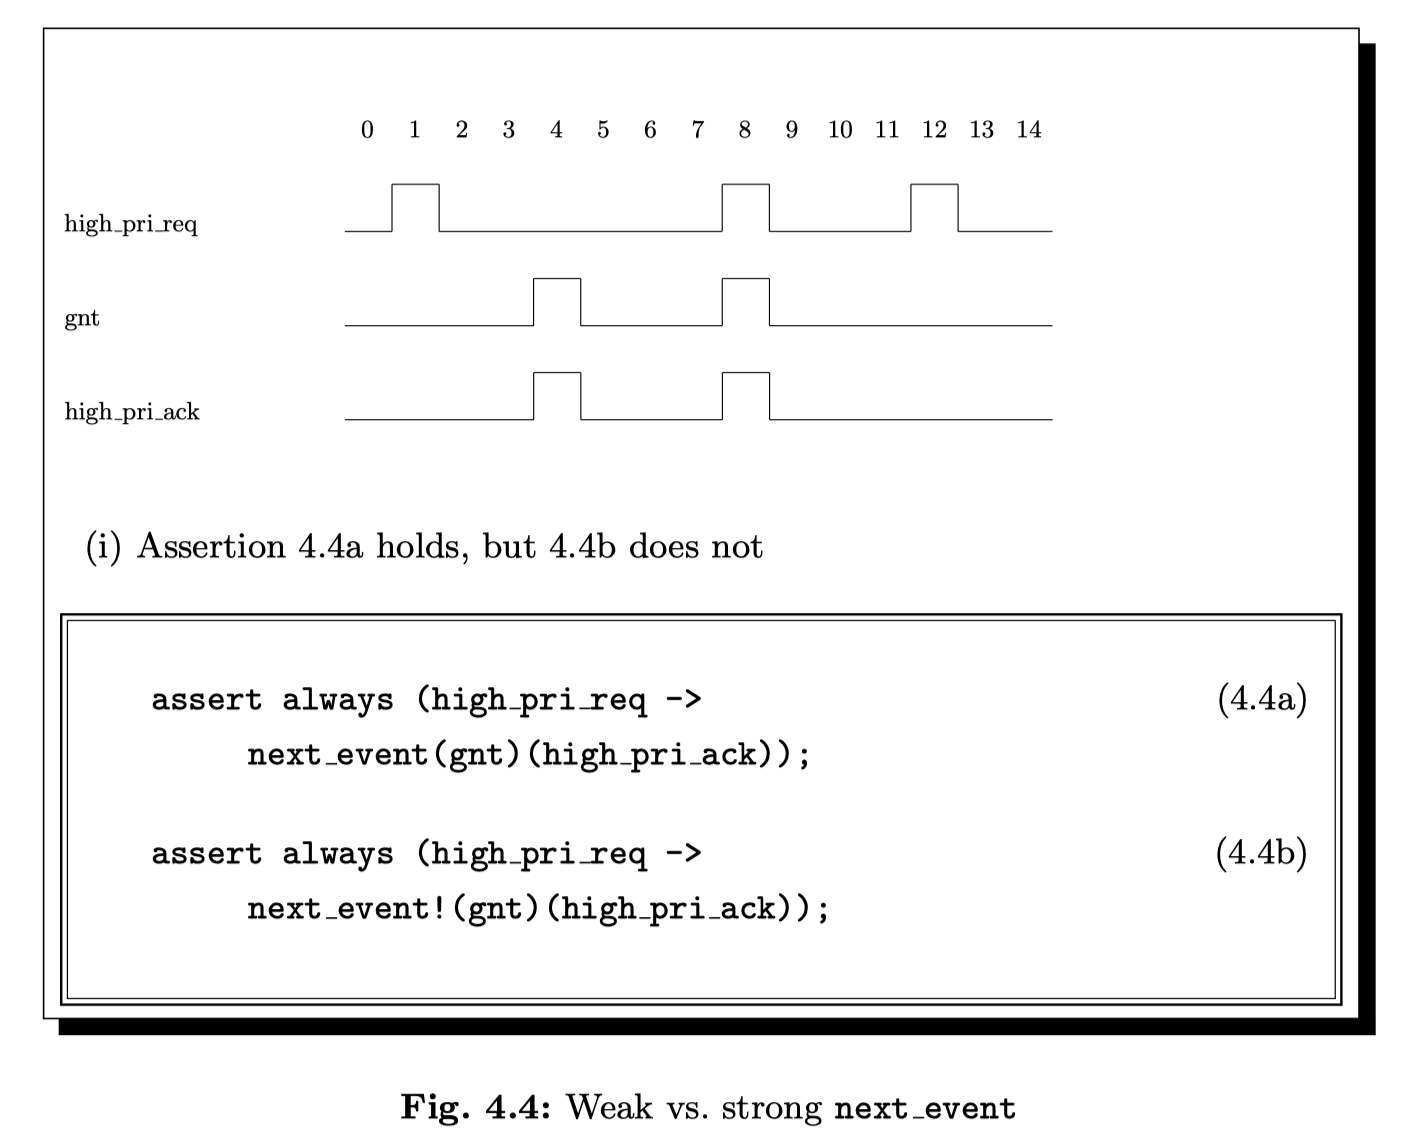 0 1 2 3 4 5 6 7 8 9 10 11 12 13 14
high_pri_req
gnt
high_pri_ack
(i) Assertion 4.4a holds, but 4.4b does not
assert always (high_pri_req -> (4.4a)
next_event(gnt)(high_pri_ack));
assert always (high_pri_req -> (4.4b)
next_event!(gnt)(high_pri_ack));
Fig. 4.4: Weak vs. strong next_event